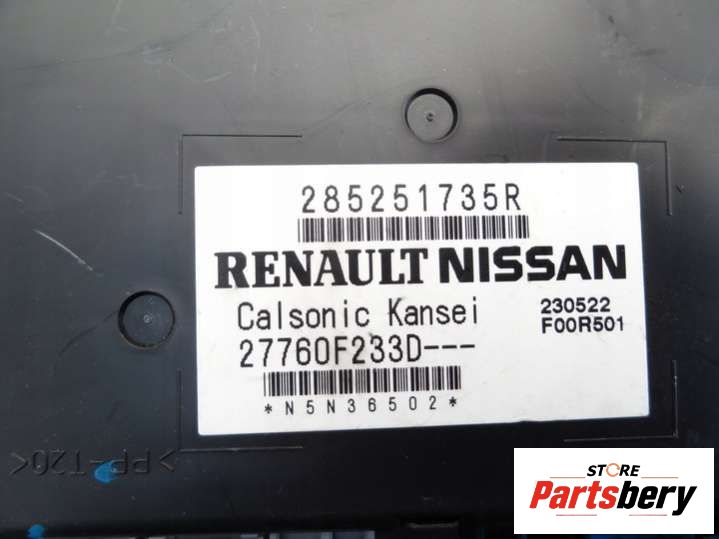 285251735R
RENAULT NISSAN
Calsonic Kansei
230522
F00R501
27760F233D---
*N5N36502*
>PP-T20<
STORE
Partsbery